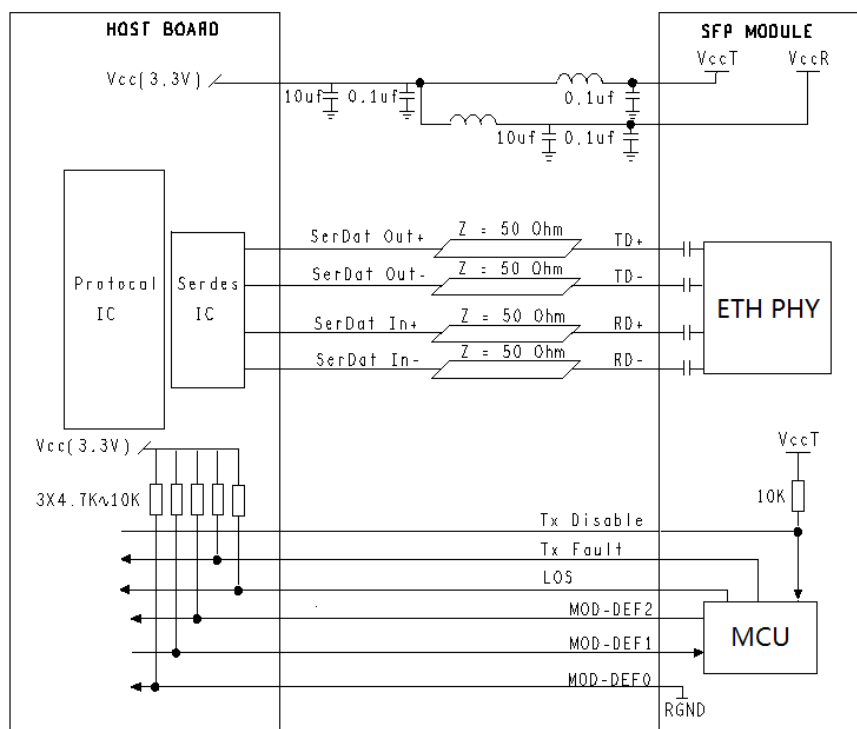 HOST BOARD
SFP MODULE
Vcc(3.3V)
VccT
VccR
10uf
0.1uf
0.1uf
10uf
0.1uf
Protocal
IC
Serdes
IC
SerDat Out+
Z = 50 Ohm
TD+
SerDat Out-
Z = 50 Ohm
TD-
SerDat In+
Z = 50 Ohm
RD+
SerDat In-
Z = 50 Ohm
RD-
ETH PHY
Vcc(3.3V)
VccT
3X4.7K∿10K
10K
Tx Disable
Tx Fault
LOS
MOD-DEF2
MOD-DEF1
MOD-DEF0
MCU
RGND